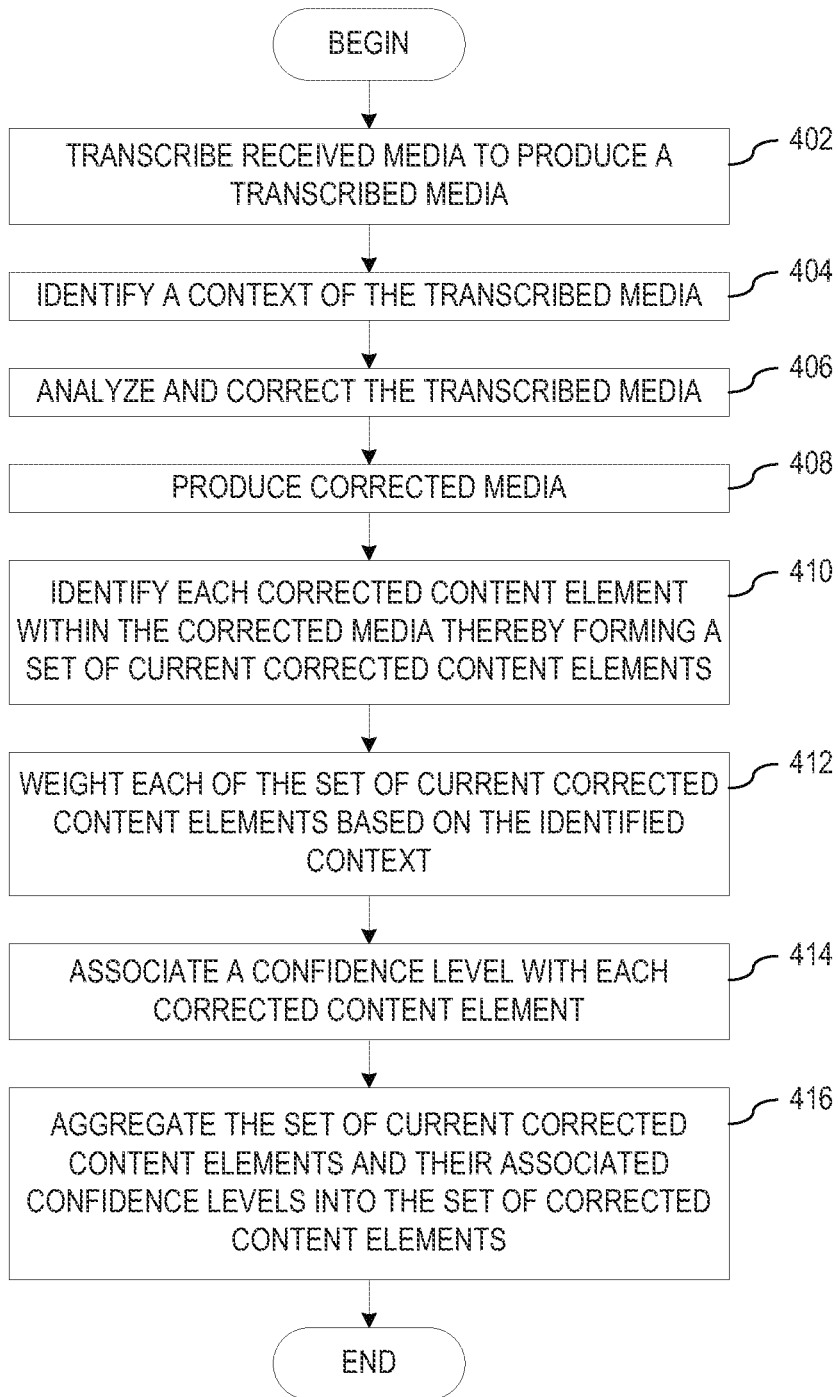 BEGIN
TRANSCRIBE RECEIVED MEDIA TO PRODUCE A
TRANSCRIBED MEDIA
402
IDENTIFY A CONTEXT OF THE TRANSCRIBED MEDIA
404
ANALYZE AND CORRECT THE TRANSCRIBED MEDIA
406
PRODUCE CORRECTED MEDIA
408
IDENTIFY EACH CORRECTED CONTENT ELEMENT
WITHIN THE CORRECTED MEDIA THEREBY FORMING A
SET OF CURRENT CORRECTED CONTENT ELEMENTS
410
WEIGHT EACH OF THE SET OF CURRENT CORRECTED
CONTENT ELEMENTS BASED ON THE IDENTIFIED
CONTEXT
412
ASSOCIATE A CONFIDENCE LEVEL WITH EACH
CORRECTED CONTENT ELEMENT
414
AGGREGATE THE SET OF CURRENT CORRECTED
CONTENT ELEMENTS AND THEIR ASSOCIATED
CONFIDENCE LEVELS INTO THE SET OF CORRECTED
CONTENT ELEMENTS
416
END